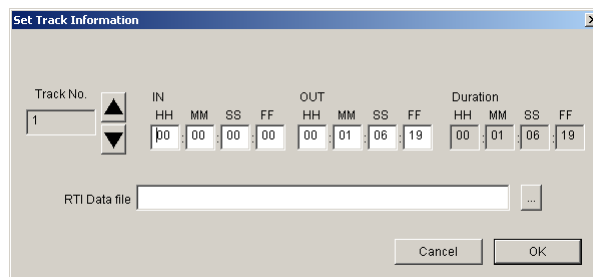 Set Track Information
Track No.
1
IN
HH MM SS FF
00 : 00 : 00 : 00
OUT
HH MM SS FF
00 : 01 : 06 : 19
Duration
HH MM SS FF
00 : 01 : 06 : 19
RTI Data file
...
Cancel
OK